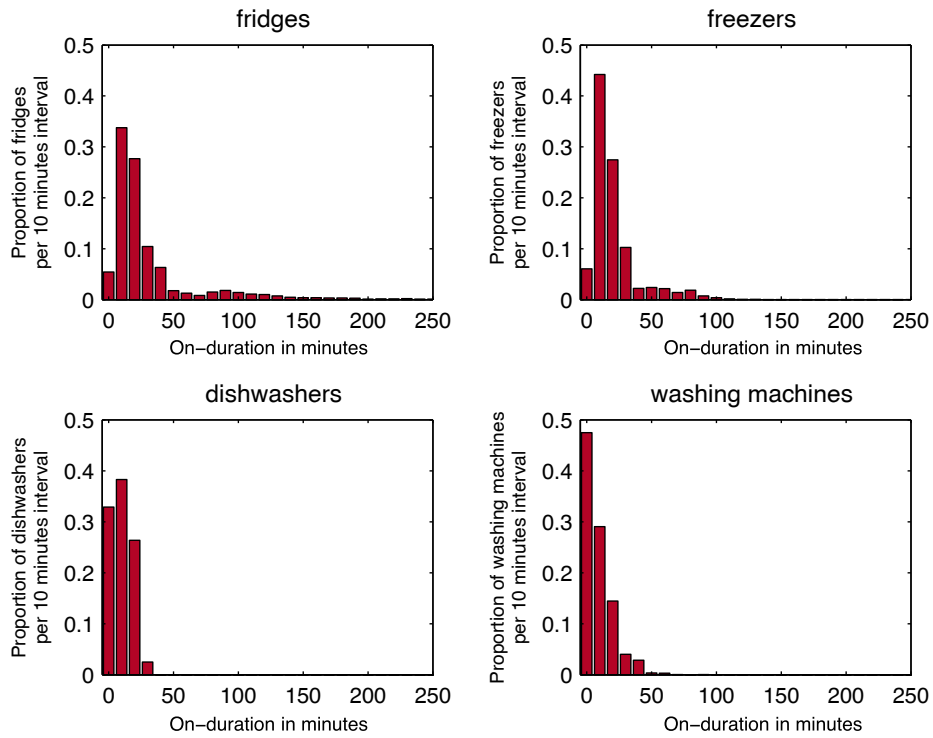 fridges
Proportion of fridges
per 10 minutes interval
0.5
0.4
0.3
0.2
0.1
0
0 50 100 150 200 250
On−duration in minutes
freezers
Proportion of freezers
per 10 minutes interval
0.5
0.4
0.3
0.2
0.1
0
0 50 100 150 200 250
On−duration in minutes
dishwashers
Proportion of dishwashers
per 10 minutes interval
0.5
0.4
0.3
0.2
0.1
0
0 50 100 150 200 250
On−duration in minutes
washing machines
Proportion of washing machines
per 10 minutes interval
0.5
0.4
0.3
0.2
0.1
0
0 50 100 150 200 250
On−duration in minutes